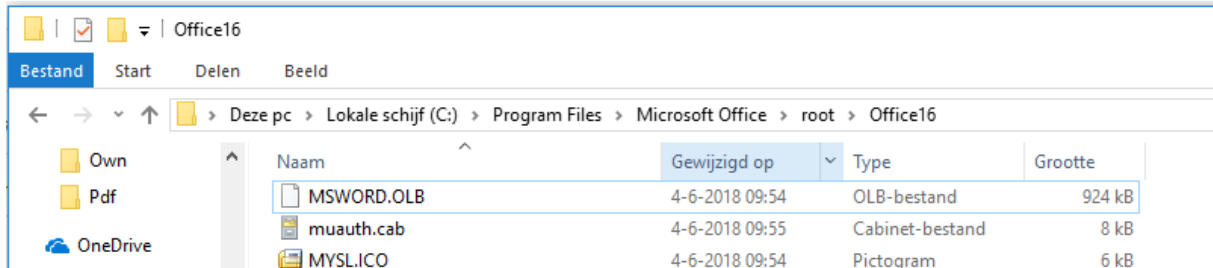 Office16
Bestand Start Delen Beeld
Deze pc > Lokale schijf (C:) > Program Files > Microsoft Office > root > Office16
Own
Pdf
OneDrive
Naam Gewijzigd op Type Grootte
MSWORD.OLB 4-6-2018 09:54 OLB-bestand 924 kB
muauth.cab 4-6-2018 09:55 Cabinet-bestand 8 kB
MYSL.ICO 4-6-2018 09:54 Pictogram 6 kB